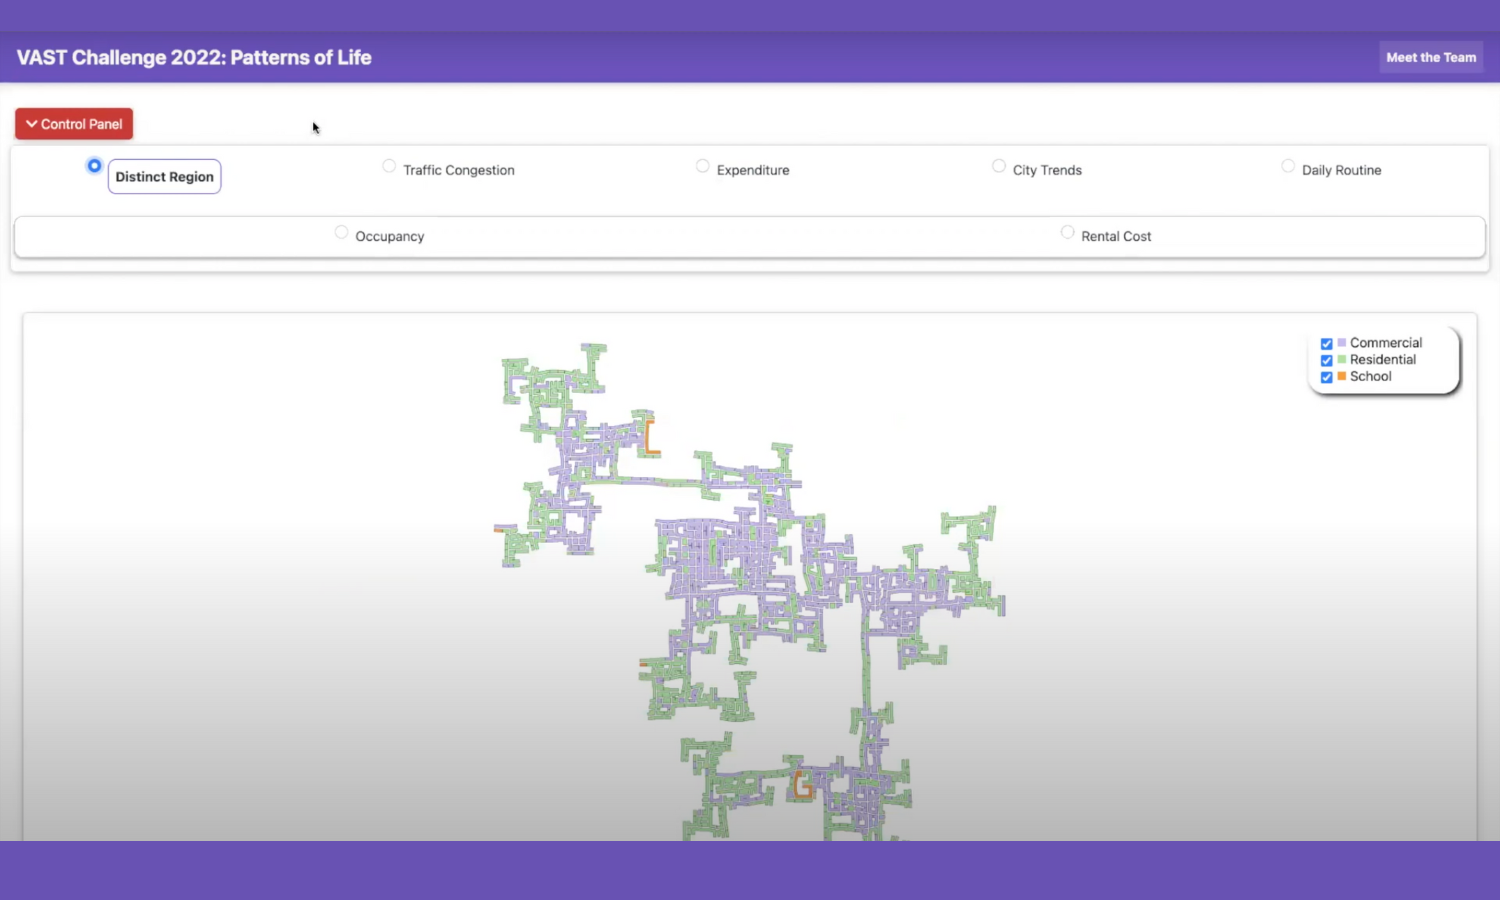 VAST Challenge 2022: Patterns of Life
Meet the Team
Control Panel
Distinct Region
Traffic Congestion
Expenditure
City Trends
Daily Routine
Occupancy
Rental Cost
Commercial
Residential
School